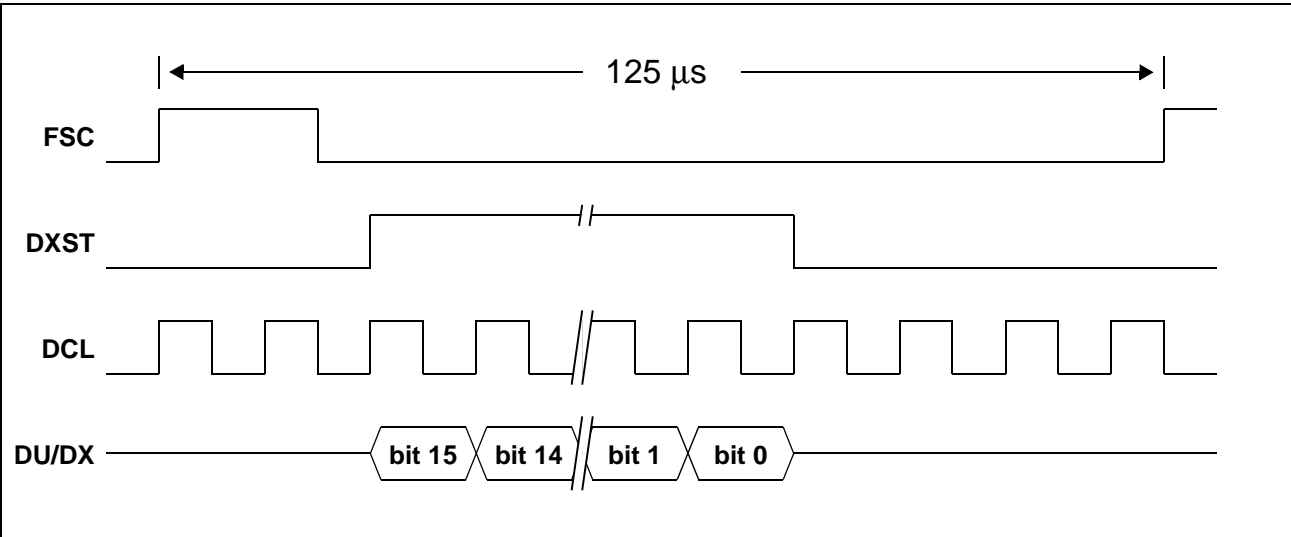 125 μs
FSC
DXST
DCL
DU/DX
bit 15 bit 14 bit 1 bit 0